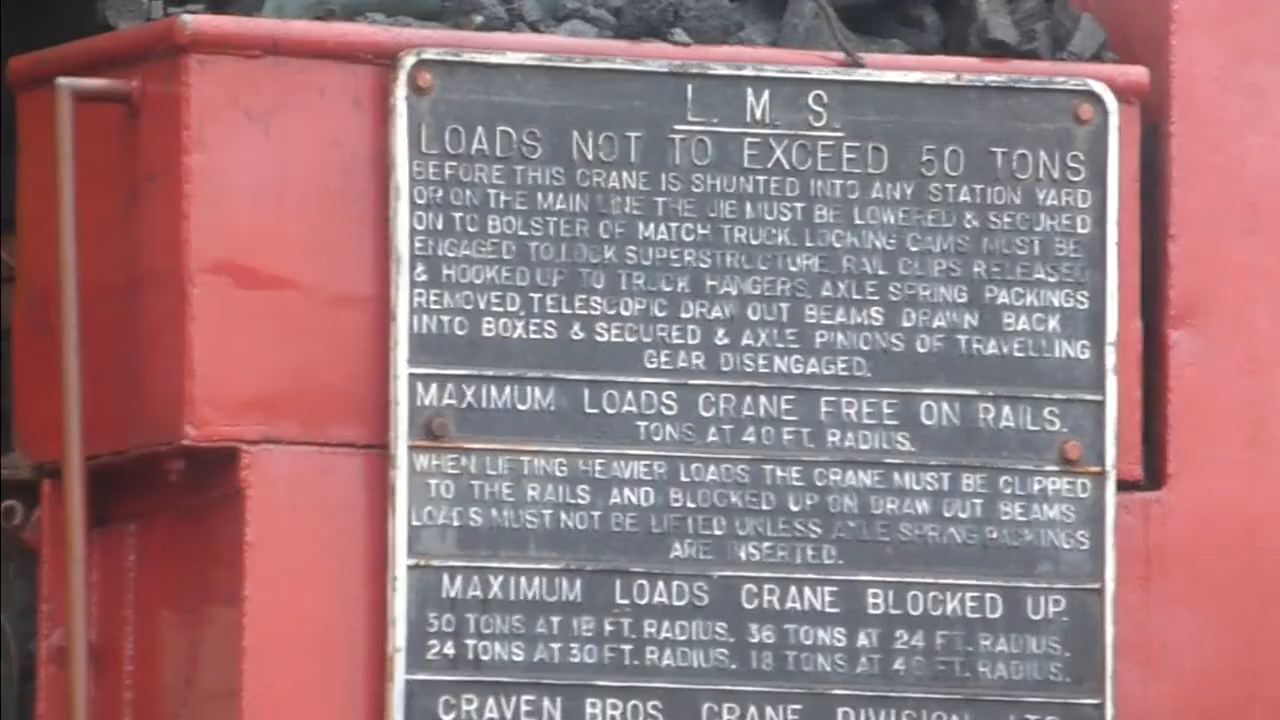 L. M. S.
LOADS NOT TO EXCEED 50 TONS
BEFORE THIS CRANE IS SHUNTED INTO ANY STATION YARD
OR ON THE MAIN LINE THE JIB MUST BE LOWERED & SECURED
ON TO BOLSTER OF MATCH TRUCK. LOCKING CAMS MUST BE
ENGAGED TO LOCK SUPERSTRUCTURE, RAIL CLIPS RELEASED
& HOOKED UP TO TRUCK HANGERS, AXLE SPRING PACKINGS
REMOVED, TELESCOPIC DRAW OUT BEAMS DRAWN BACK
INTO BOXES & SECURED & AXLE PINIONS OF TRAVELLING
GEAR DISENGAGED.
MAXIMUM LOADS CRANE FREE ON RAILS.
TONS AT 40 FT. RADIUS.
WHEN LIFTING HEAVIER LOADS THE CRANE MUST BE CLIPPED
TO THE RAILS AND BLOCKED UP ON DRAW OUT BEAMS
LOADS MUST NOT BE LIFTED UNLESS AXLE SPRING PACKINGS
ARE INSERTED.
MAXIMUM LOADS CRANE BLOCKED UP.
50 TONS AT 18 FT. RADIUS. 36 TONS AT 24 FT. RADIUS.
24 TONS AT 30 FT. RADIUS. 18 TONS AT 40 FT. RADIUS.
CRAVEN BROS. CRANE DIVISION LTD